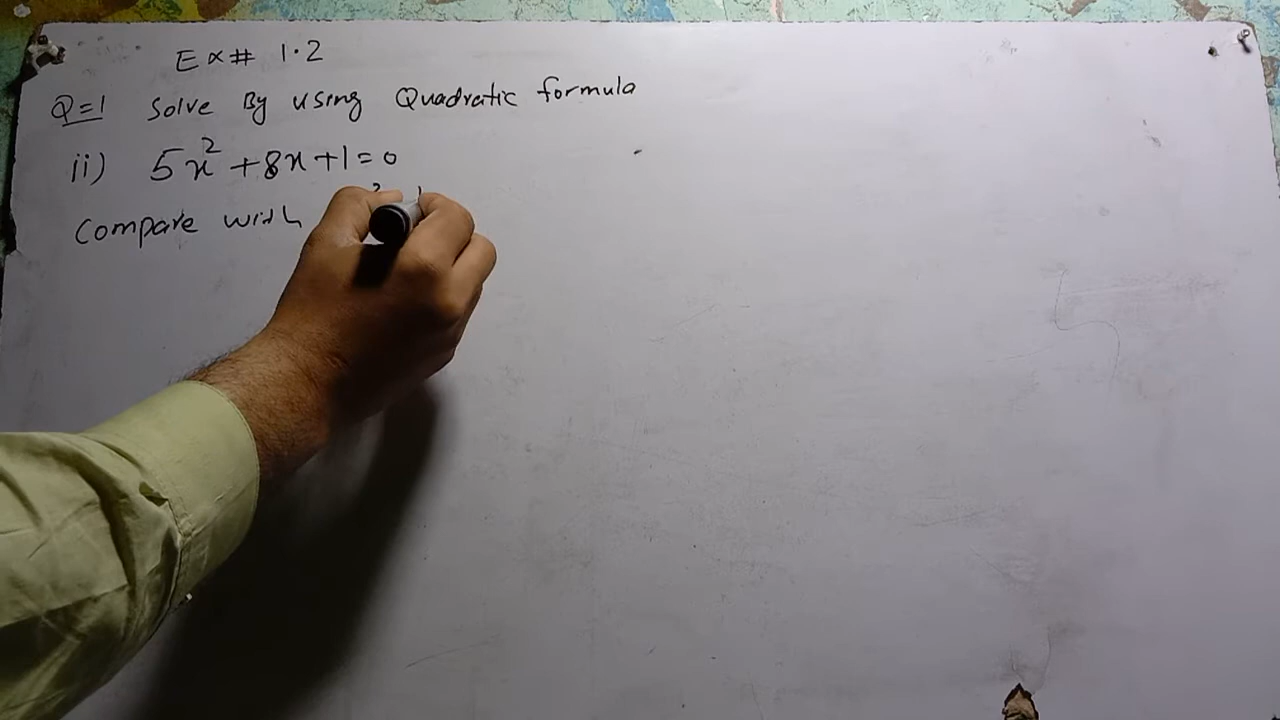 Ex# 1.2
Q=1 Solve By using Quadratic formula
ii) 5x² +8x+1=0
Compare with